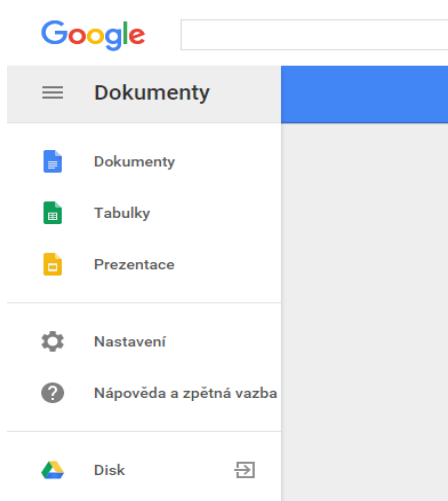 Google
Dokumenty
Dokumenty
Tabulky
Prezentace
Nastavení
Nápověda a zpětná vazba
Disk